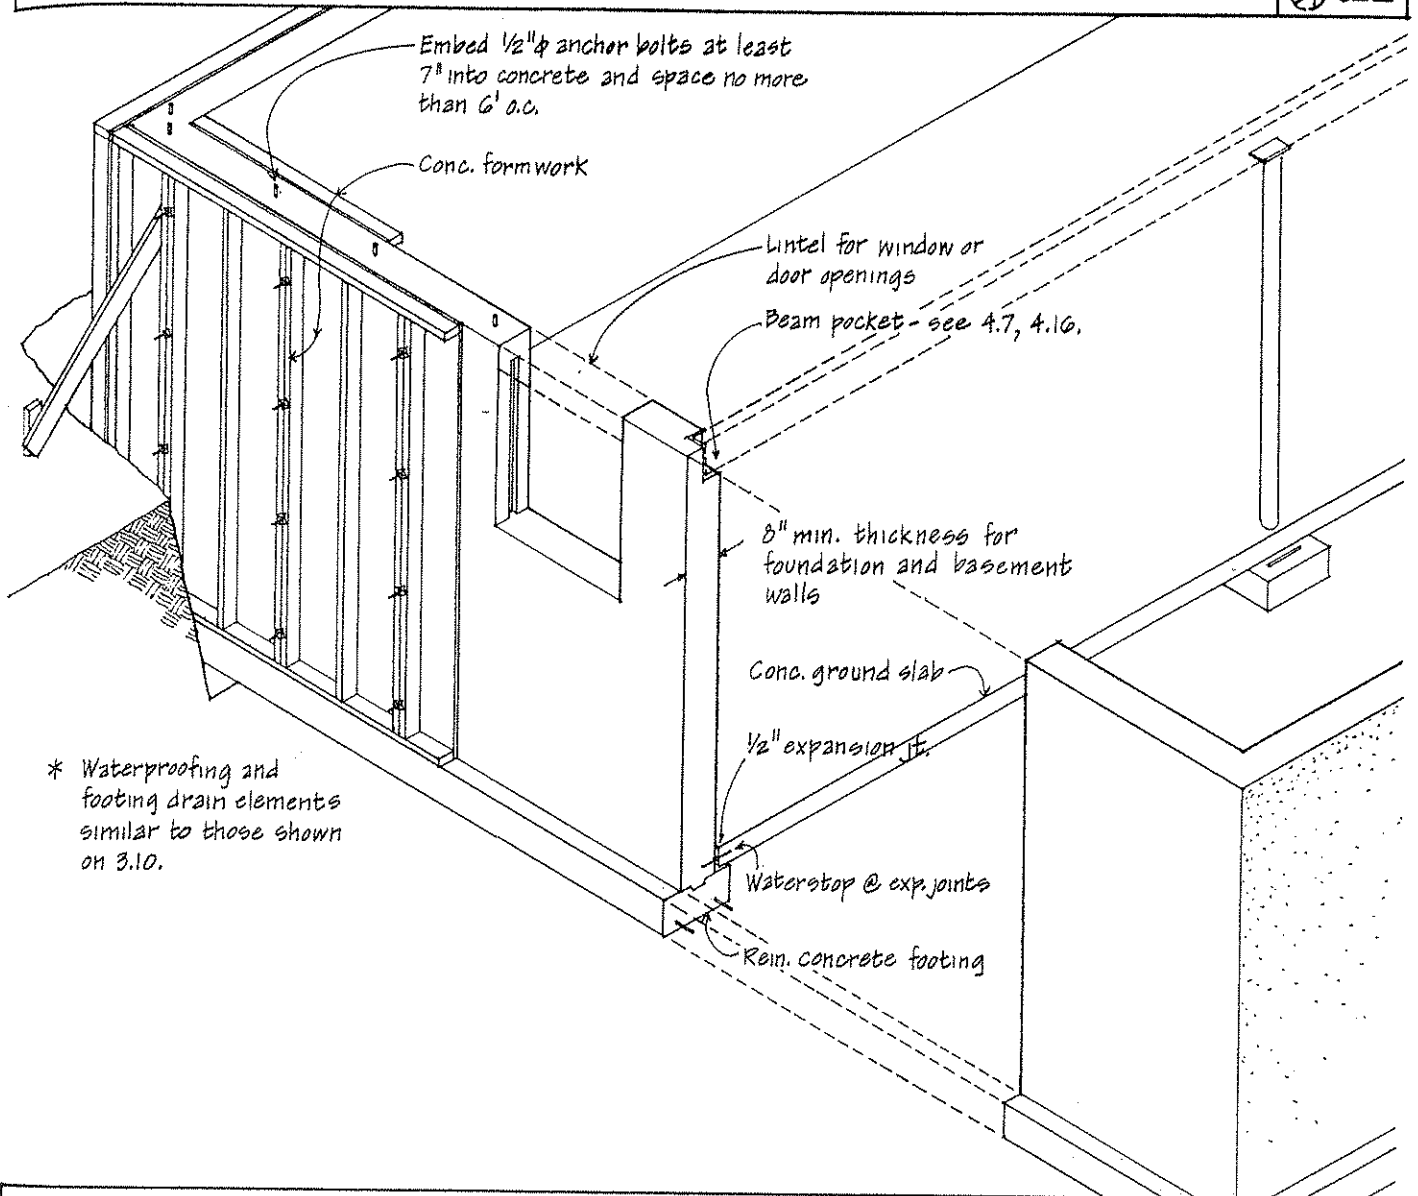 Embed 1/2"φ anchor bolts at least
7" into concrete and space no more
than 6' o.c.
Conc. formwork
Lintel for window or
door openings
Beam pocket - see 4.7, 4.16.
8" min. thickness for
foundation and basement
walls
Conc. ground slab
1/2" expansion jt.
* Waterproofing and
footing drain elements
similar to those shown
on 3.10.
Waterstop @ exp. joints
Rein. concrete footing